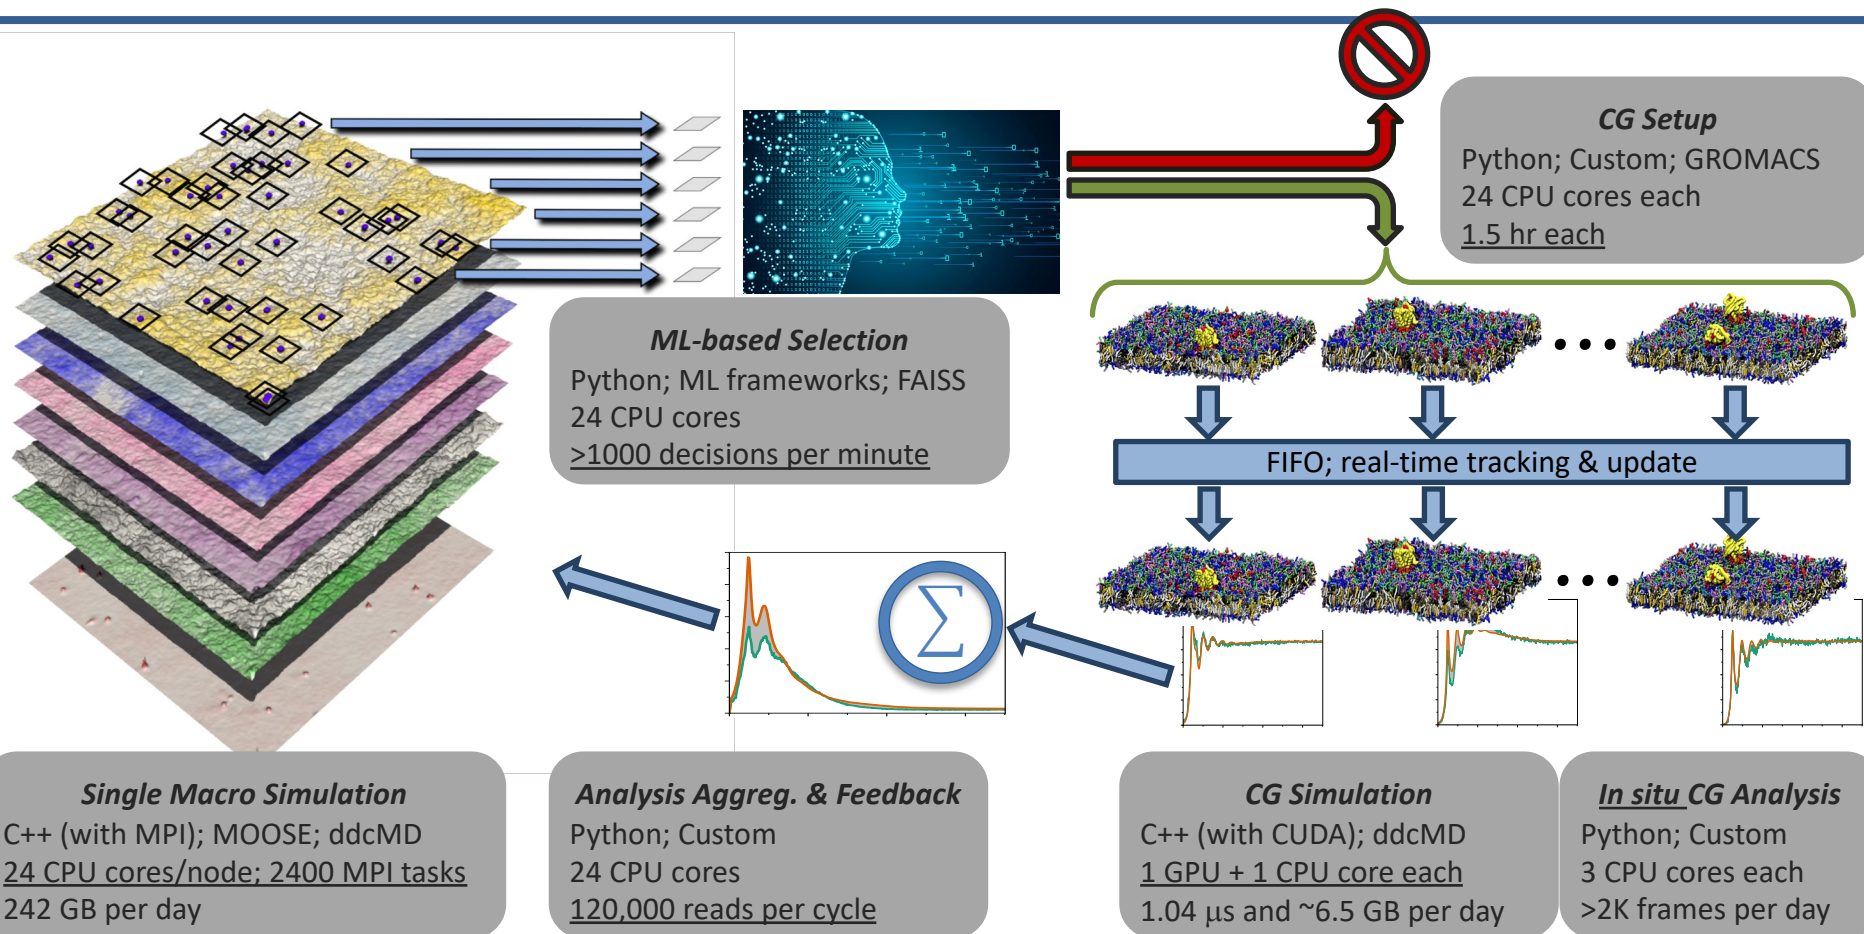 CG Setup
Python; Custom; GROMACS
24 CPU cores each
1.5 hr each
ML-based Selection
Python; ML frameworks; FAISS
24 CPU cores
>1000 decisions per minute
FIFO; real-time tracking & update
∑
Single Macro Simulation
C++ (with MPI); MOOSE; ddcMD
24 CPU cores/node; 2400 MPI tasks
242 GB per day
Analysis Aggreg. & Feedback
Python; Custom
24 CPU cores
120,000 reads per cycle
CG Simulation
C++ (with CUDA); ddcMD
1 GPU + 1 CPU core each
1.04 μs and ~6.5 GB per day
In situ CG Analysis
Python; Custom
3 CPU cores each
>2K frames per day